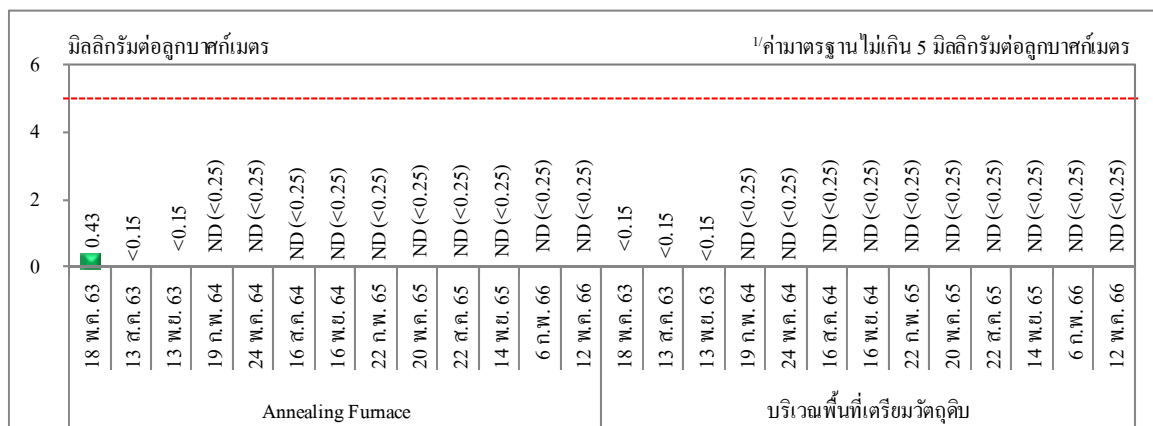 มิลลิกรัมต่อลูกบาศก์เมตร
1/ค่ามาตรฐานไม่เกิน 5 มิลลิกรัมต่อลูกบาศก์เมตร
6
4
2
0
0.43
<0.15
<0.15
ND (<0.25)
ND (<0.25)
ND (<0.25)
ND (<0.25)
ND (<0.25)
ND (<0.25)
ND (<0.25)
ND (<0.25)
ND (<0.25)
ND (<0.25)
<0.15
<0.15
<0.15
ND (<0.25)
ND (<0.25)
ND (<0.25)
ND (<0.25)
ND (<0.25)
ND (<0.25)
ND (<0.25)
ND (<0.25)
ND (<0.25)
ND (<0.25)
18 พ.ค. 63
13 ส.ค. 63
13 พ.ย. 63
19 ก.พ. 64
24 พ.ค. 64
16 ส.ค. 64
16 พ.ย. 64
22 ก.พ. 65
20 พ.ค. 65
22 ส.ค. 65
14 พ.ย. 65
6 ก.พ. 66
12 พ.ค. 66
18 พ.ค. 63
13 ส.ค. 63
13 พ.ย. 63
19 ก.พ. 64
24 พ.ค. 64
16 ส.ค. 64
16 พ.ย. 64
22 ก.พ. 65
20 พ.ค. 65
22 ส.ค. 65
14 พ.ย. 65
6 ก.พ. 66
12 พ.ค. 66
Annealing Furnace
บริเวณพื้นที่เตรียมวัตถุดิบ